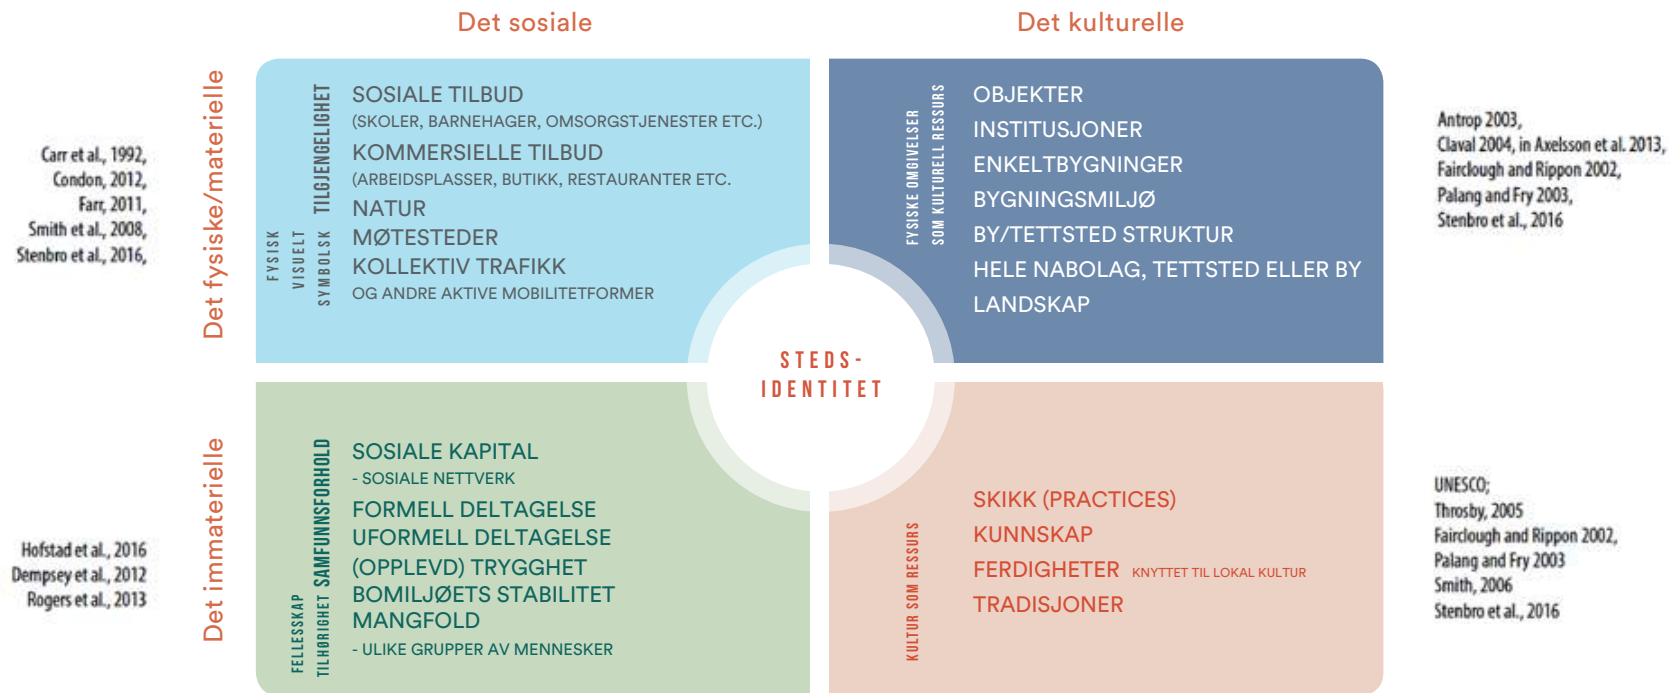 Det sosiale
Det kulturelle
Det fysiske/materielle
Carr et al., 1992,
Condon, 2012,
Farr, 2011,
Smith et al., 2008,
Stenbro et al., 2016,
FYSISK
VISUELT
SYMBOLSK TILGJENGELIGHET
SOSIALE TILBUD
(SKOLER, BARNEHAGER, OMSORGSTJENESTER ETC.)
KOMMERSIELLE TILBUD
(ARBEIDSPLASSER, BUTIKK, RESTAURANTER ETC.
NATUR
MØTESTEDER
KOLLEKTIV TRAFIKK
OG ANDRE AKTIVE MOBILITETFORMER
FYSISKE OMGIVELSER
SOM KULTURELL RESSURS
OBJEKTER
INSTITUSJONER
ENKELTBYGNINGER
BYGNINGSMILJØ
BY/TETTSTED STRUKTUR
HELE NABOLAG, TETTSTED ELLER BY
LANDSKAP
Antrop 2003,
Claval 2004, in Axelsson et al. 2013,
Fairclough and Rippon 2002,
Palang and Fry 2003,
Stenbro et al., 2016
STEDS-
IDENTITET
Det immaterielle
Hofstad et al., 2016
Dempsey et al., 2012
Rogers et al., 2013
FELLESSKAP
TILHØRIGHET SAMFUNNSFORHOLD
SOSIALE KAPITAL
- SOSIALE NETTVERK
FORMELL DELTAGELSE
UFORMELL DELTAGELSE
(OPPLEVD) TRYGGHET
BOMILJØETS STABILITET
MANGFOLD
- ULIKE GRUPPER AV MENNESKER
KULTUR SOM RESSURS
SKIKK (PRACTICES)
KUNNSKAP
FERDIGHETER KNYTTET TIL LOKAL KULTUR
TRADISJONER
UNESCO;
Throsby, 2005
Fairclough and Rippon 2002,
Palang and Fry 2003
Smith, 2006
Stenbro et al., 2016